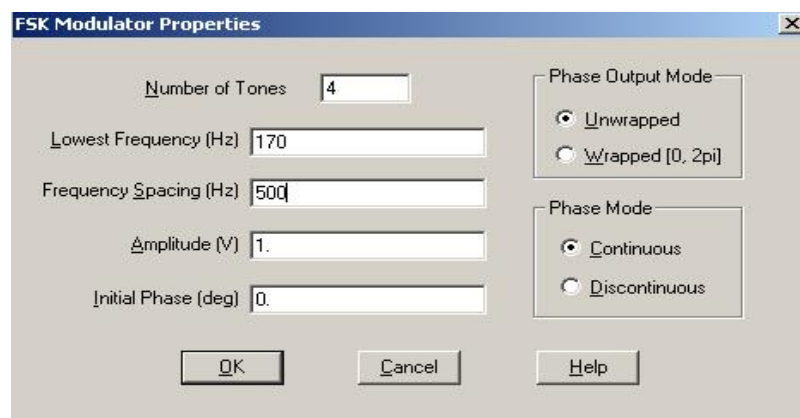 FSK Modulator Properties
Number of Tones 4
Lowest Frequency (Hz) 170
Frequency Spacing (Hz) 500
Amplitude (V) 1.
Initial Phase (deg) 0.
Phase Output Mode
Unwrapped
Wrapped [0, 2pi]
Phase Mode
Continuous
Discontinuous
OK Cancel Help